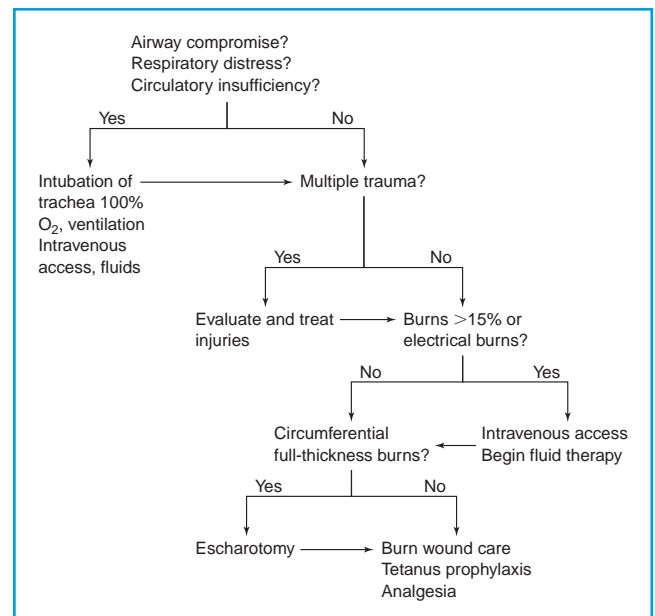 Airway compromise?
Respiratory distress?
Circulatory insufficiency?
Yes
No
Intubation of
trachea 100%
O₂, ventilation
Intravenous
access, fluids
Multiple trauma?
Yes
No
Evaluate and treat
injuries
Burns >15% or
electrical burns?
No
Yes
Circumferential
full-thickness burns?
Intravenous access
Begin fluid therapy
Yes
No
Escharotomy
Burn wound care
Tetanus prophylaxis
Analgesia